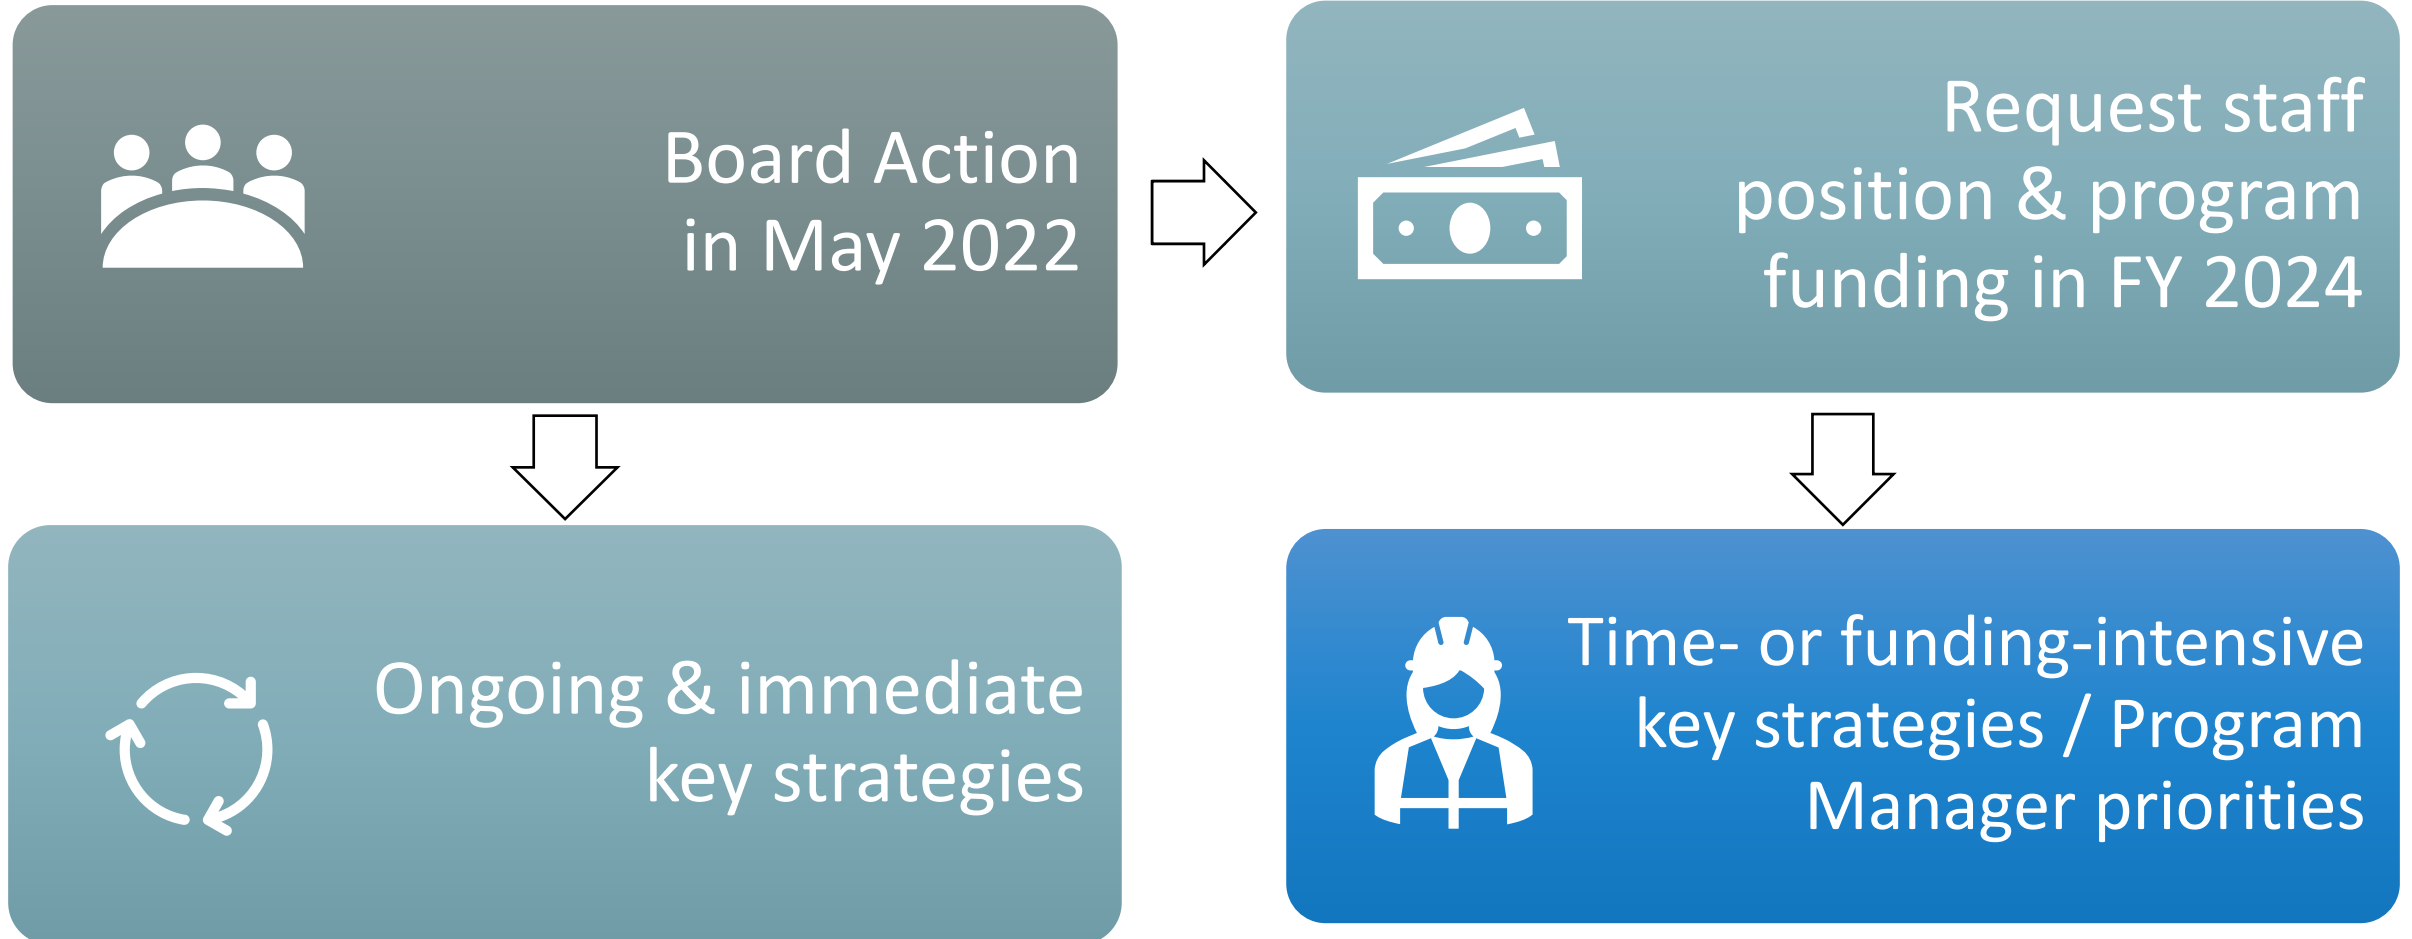 Board Action
in May 2022
Request staff
position & program
funding in FY 2024
Ongoing & immediate
key strategies
Time- or funding-intensive
key strategies / Program
Manager priorities